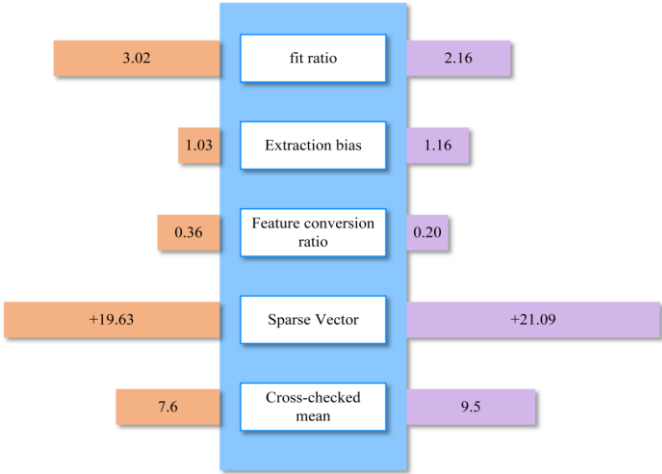 3.02 fit ratio 2.16
1.03 Extraction bias 1.16
0.36 Feature conversion 0.20
ratio
+19.63 Sparse Vector +21.09
7.6 Cross-checked 9.5
mean